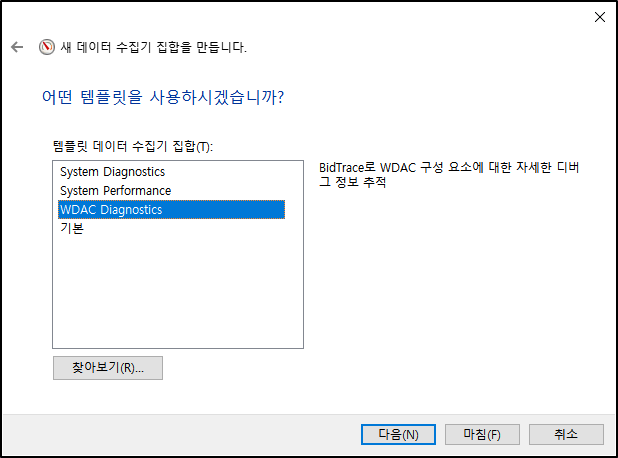 새 데이터 수집기 집합을 만듭니다.
어떤 템플릿을 사용하시겠습니까?
템플릿 데이터 수집기 집합(T):
System Diagnostics
System Performance
WDAC Diagnostics
기본
BidTrace로 WDAC 구성 요소에 대한 자세한 디버
그 정보 추적
찾아보기(R)...
다음(N)
마침(F)
취소